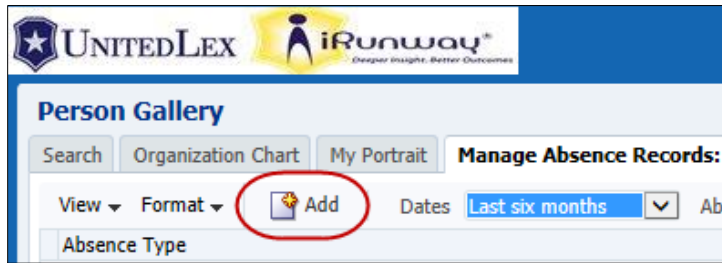 UNITEDLEX iRunway*
Deeper Insight. Better Outcomes
Person Gallery
Search Organization Chart My Portrait Manage Absence Records:
View Format Add Dates Last six months Ab
Absence Type